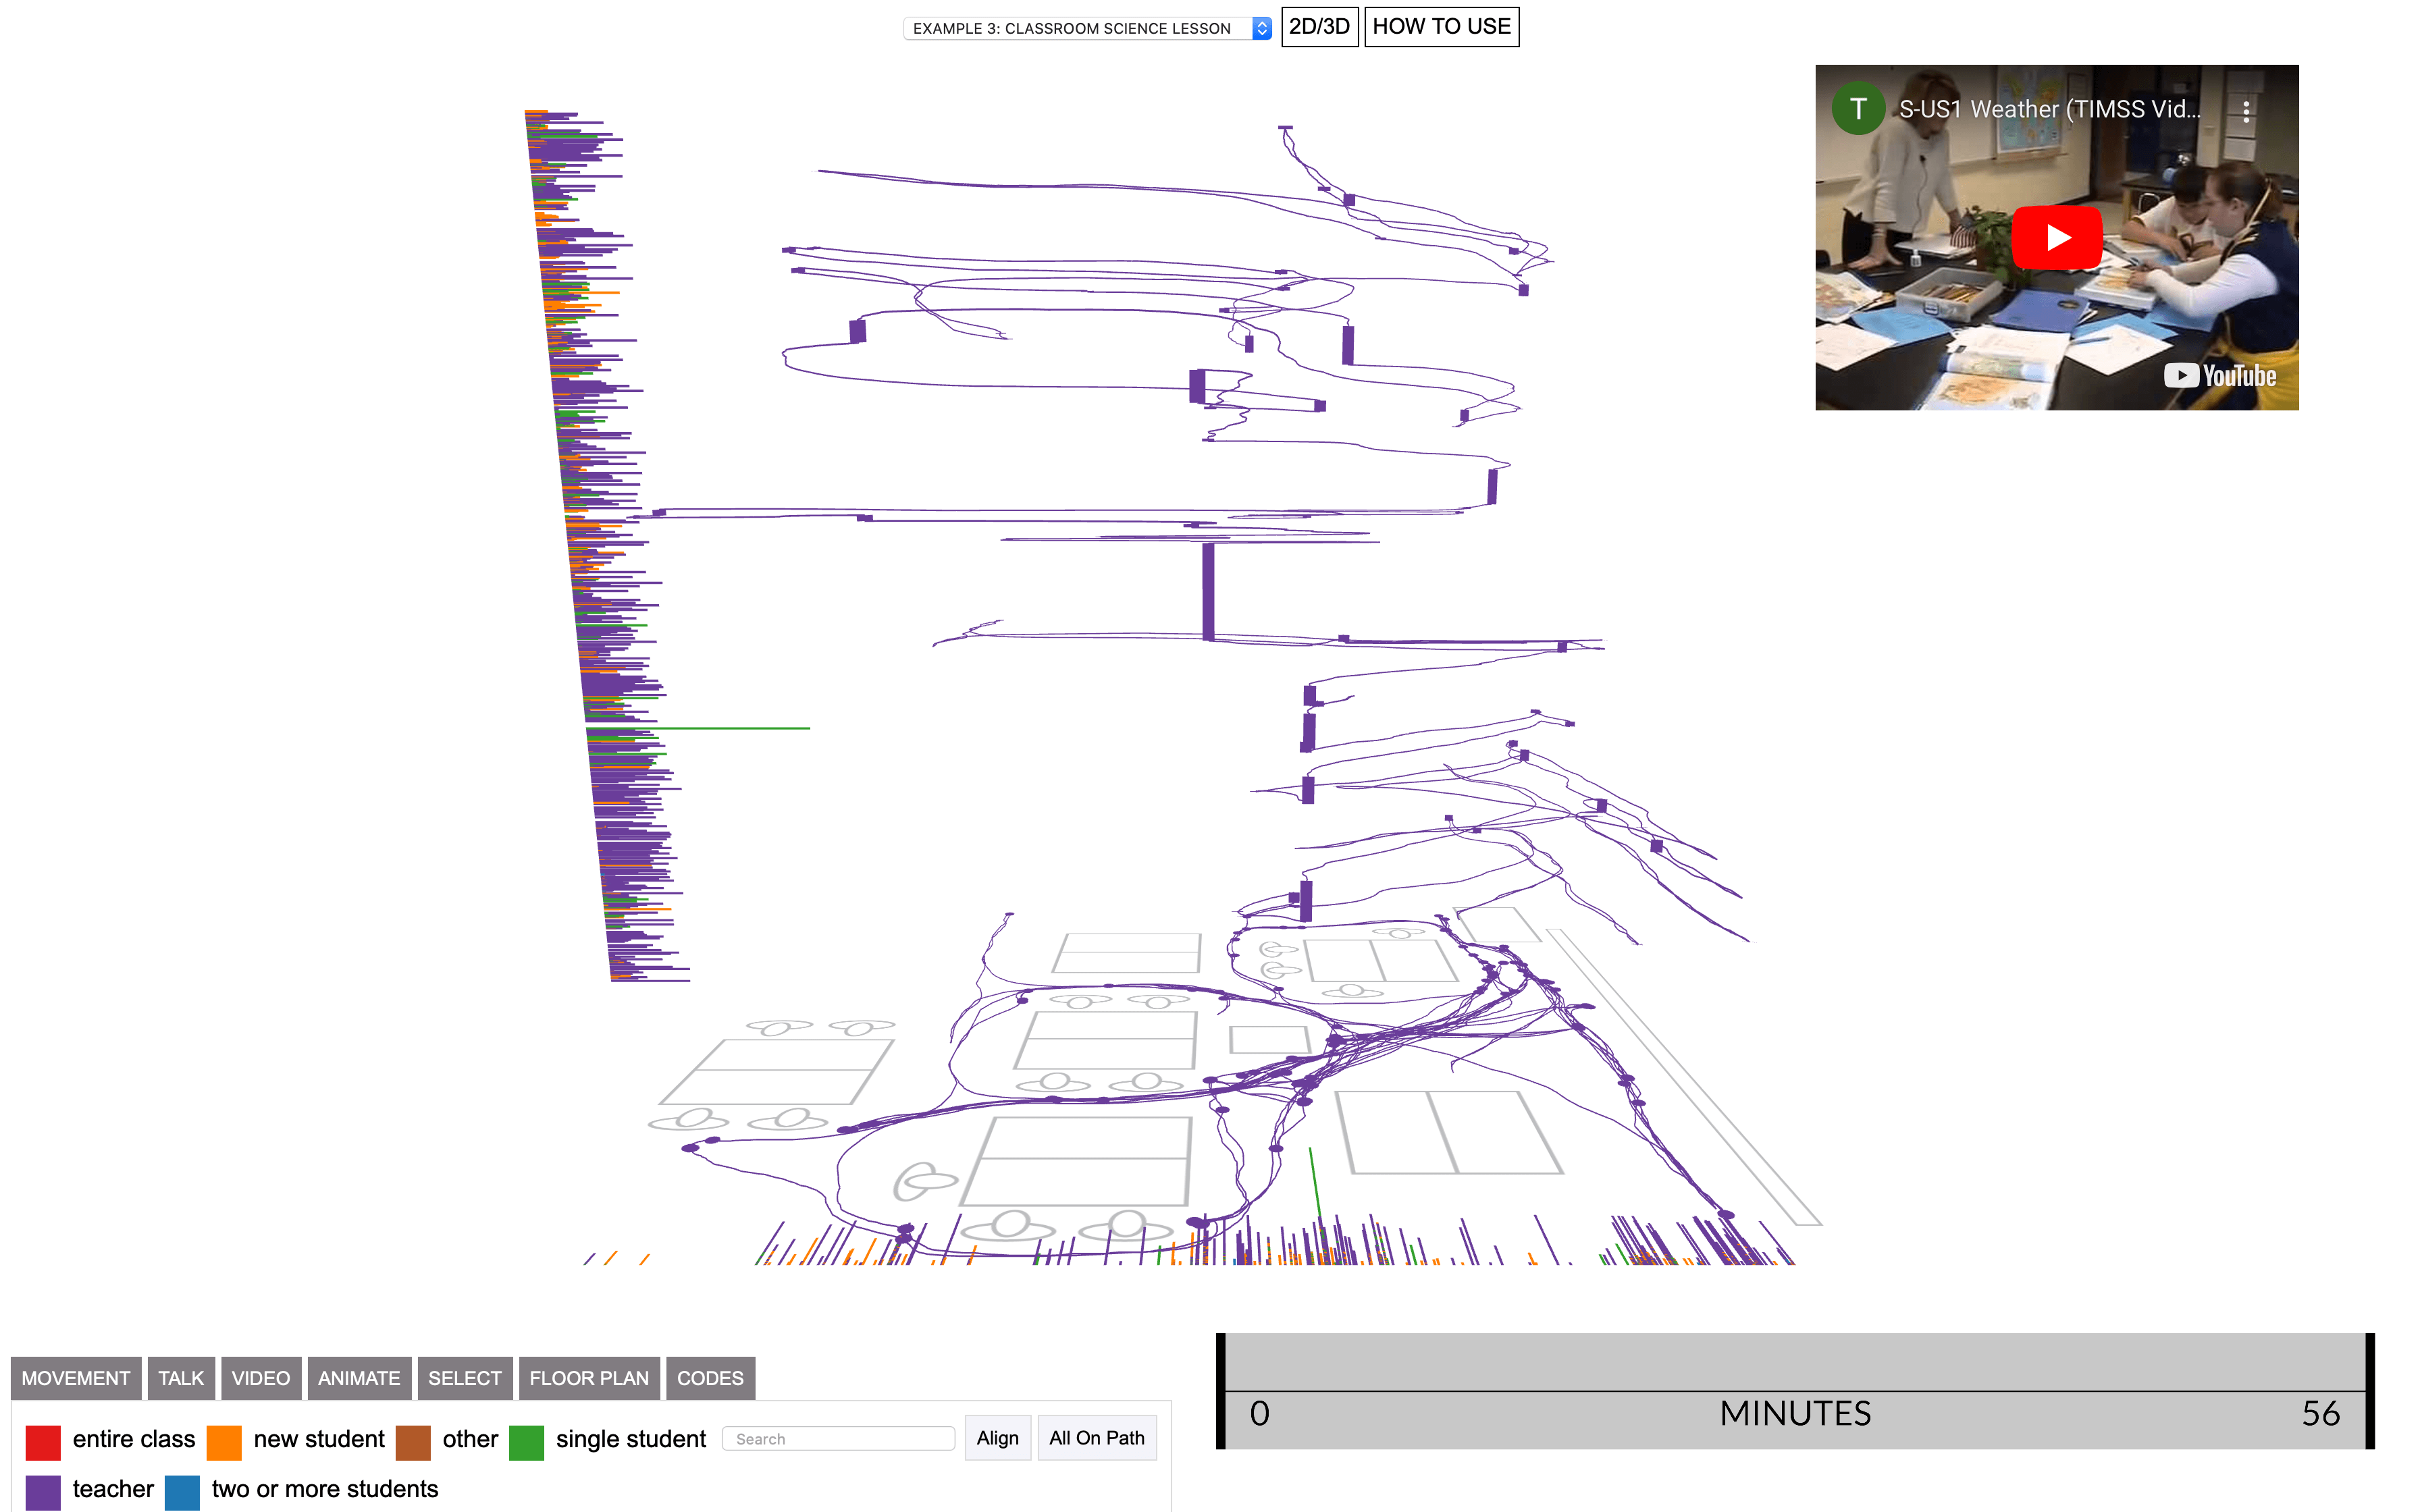 EXAMPLE 3: CLASSROOM SCIENCE LESSON
2D/3D
HOW TO USE
T
S-US1 Weather (TIMSS Vid...
YouTube
MOVEMENT
TALK
VIDEO
ANIMATE
SELECT
FLOOR PLAN
CODES
entire class
new student
other
single student
Search
Align
All On Path
teacher
two or more students
0
MINUTES
56